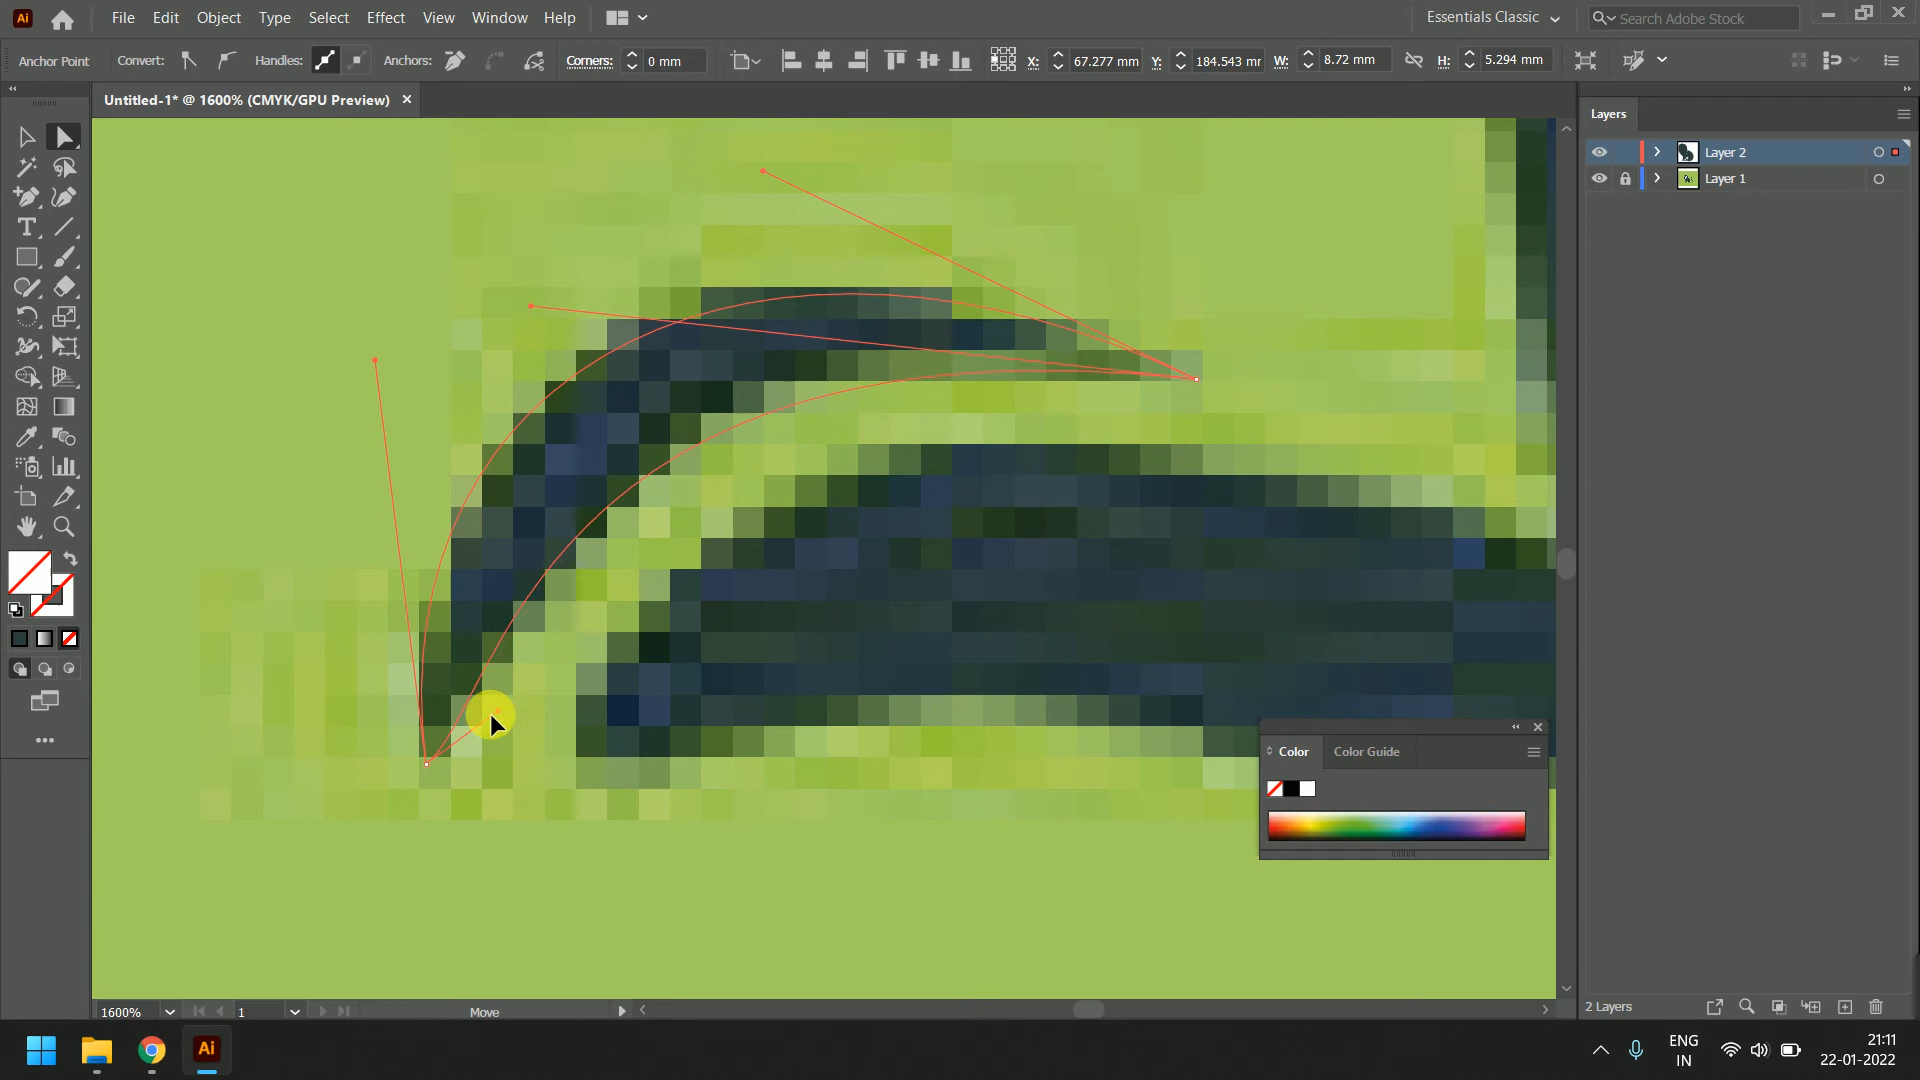 Ai File Edit Object Type Select Effect View Window Help Essentials Classic Search Adobe Stock
Anchor Point Convert: Handles: Anchors: Corners: 0 mm X: 67.277 mm Y: 184.543 mr W: 8.72 mm H: 5.294 mm
Untitled-1* @ 1600% (CMYK/GPU Preview)
Layers
Layer 2
Layer 1
Color Color Guide
1600% 1 Move
2 Layers
Ai ENG IN 21:11
22-01-2022